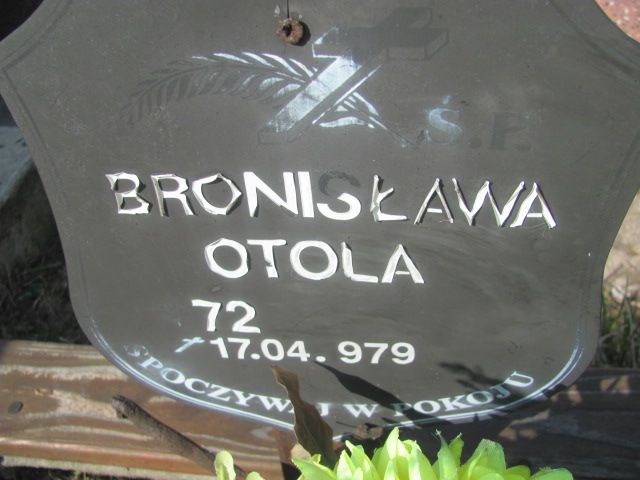 Ś.P.
BRONISŁAWA
OTOLA
72
† 17.04.979
SPOCZYWAJ W POKOJU